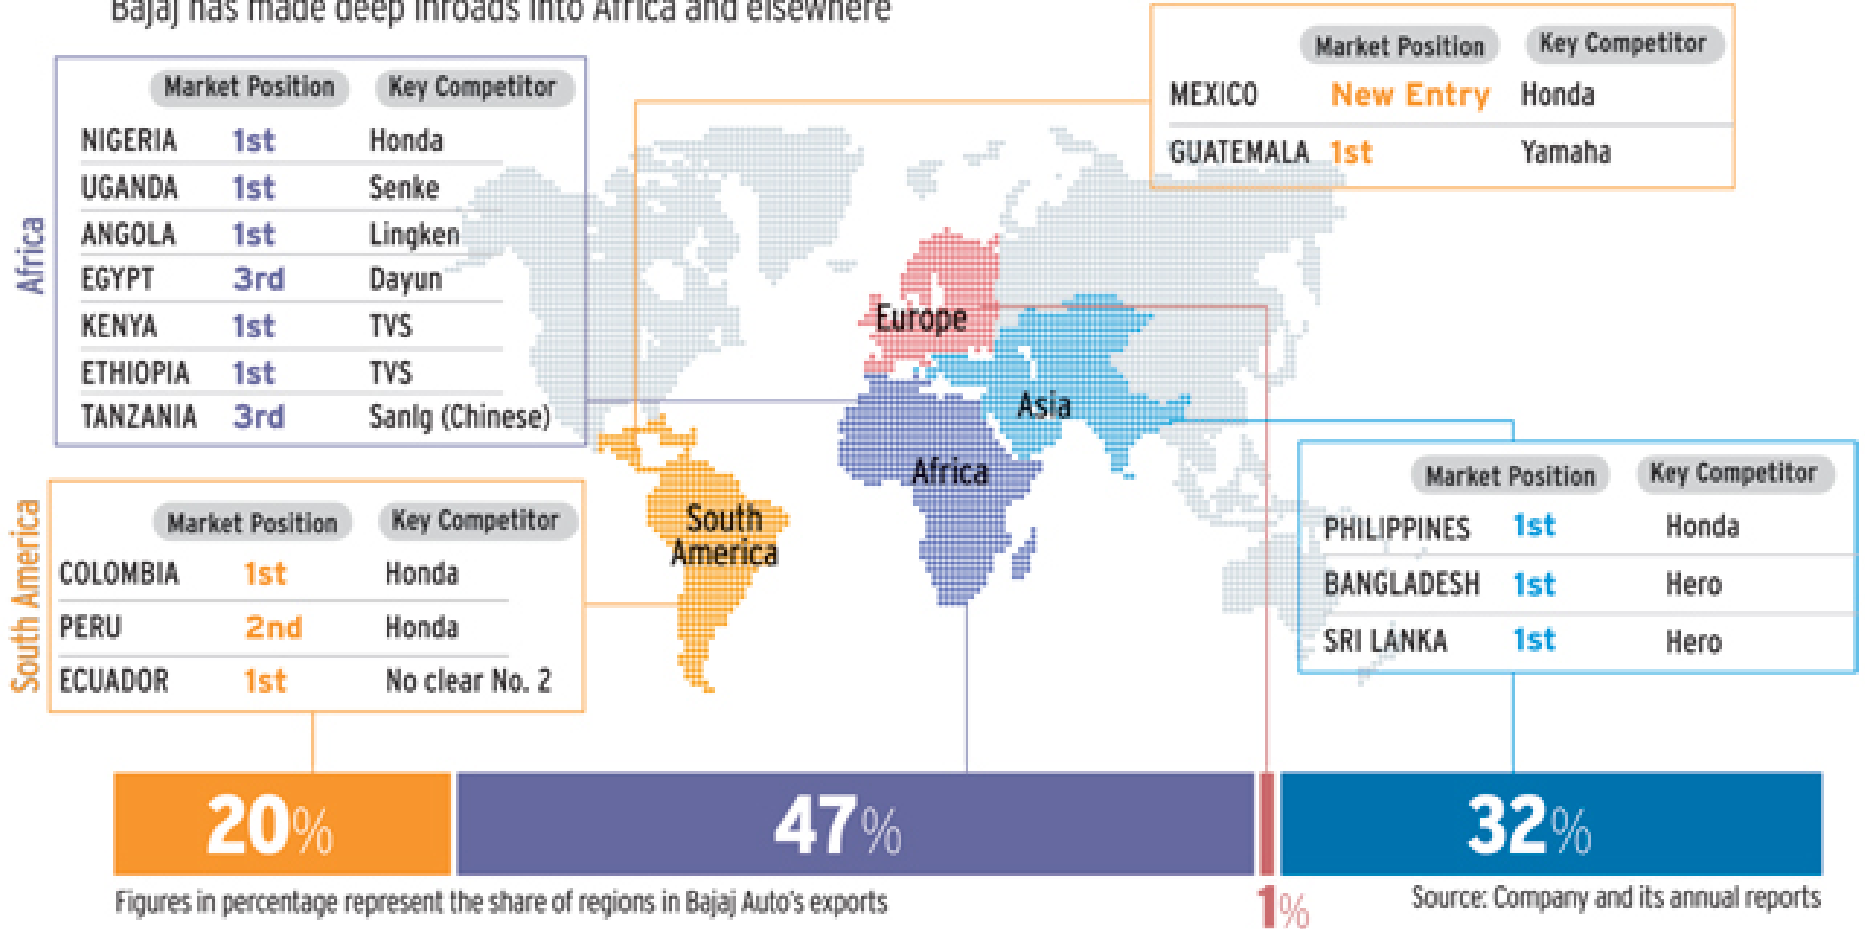 Bajaj has made deep inroads into Africa and elsewhere
Market Position Key Competitor
MEXICO New Entry Honda
GUATEMALA 1st Yamaha
Africa
Market Position Key Competitor
NIGERIA 1st Honda
UGANDA 1st Senke
ANGOLA 1st Lingken
EGYPT 3rd Dayun
KENYA 1st TVS
ETHIOPIA 1st TVS
TANZANIA 3rd Sanlg (Chinese)
Europe
Asia
Africa
South
America
South America
Market Position Key Competitor
COLOMBIA 1st Honda
PERU 2nd Honda
ECUADOR 1st No clear No. 2
Market Position Key Competitor
PHILIPPINES 1st Honda
BANGLADESH 1st Hero
SRI LANKA 1st Hero
20% 47% 32%
1%
Figures in percentage represent the share of regions in Bajaj Auto's exports
Source: Company and its annual reports